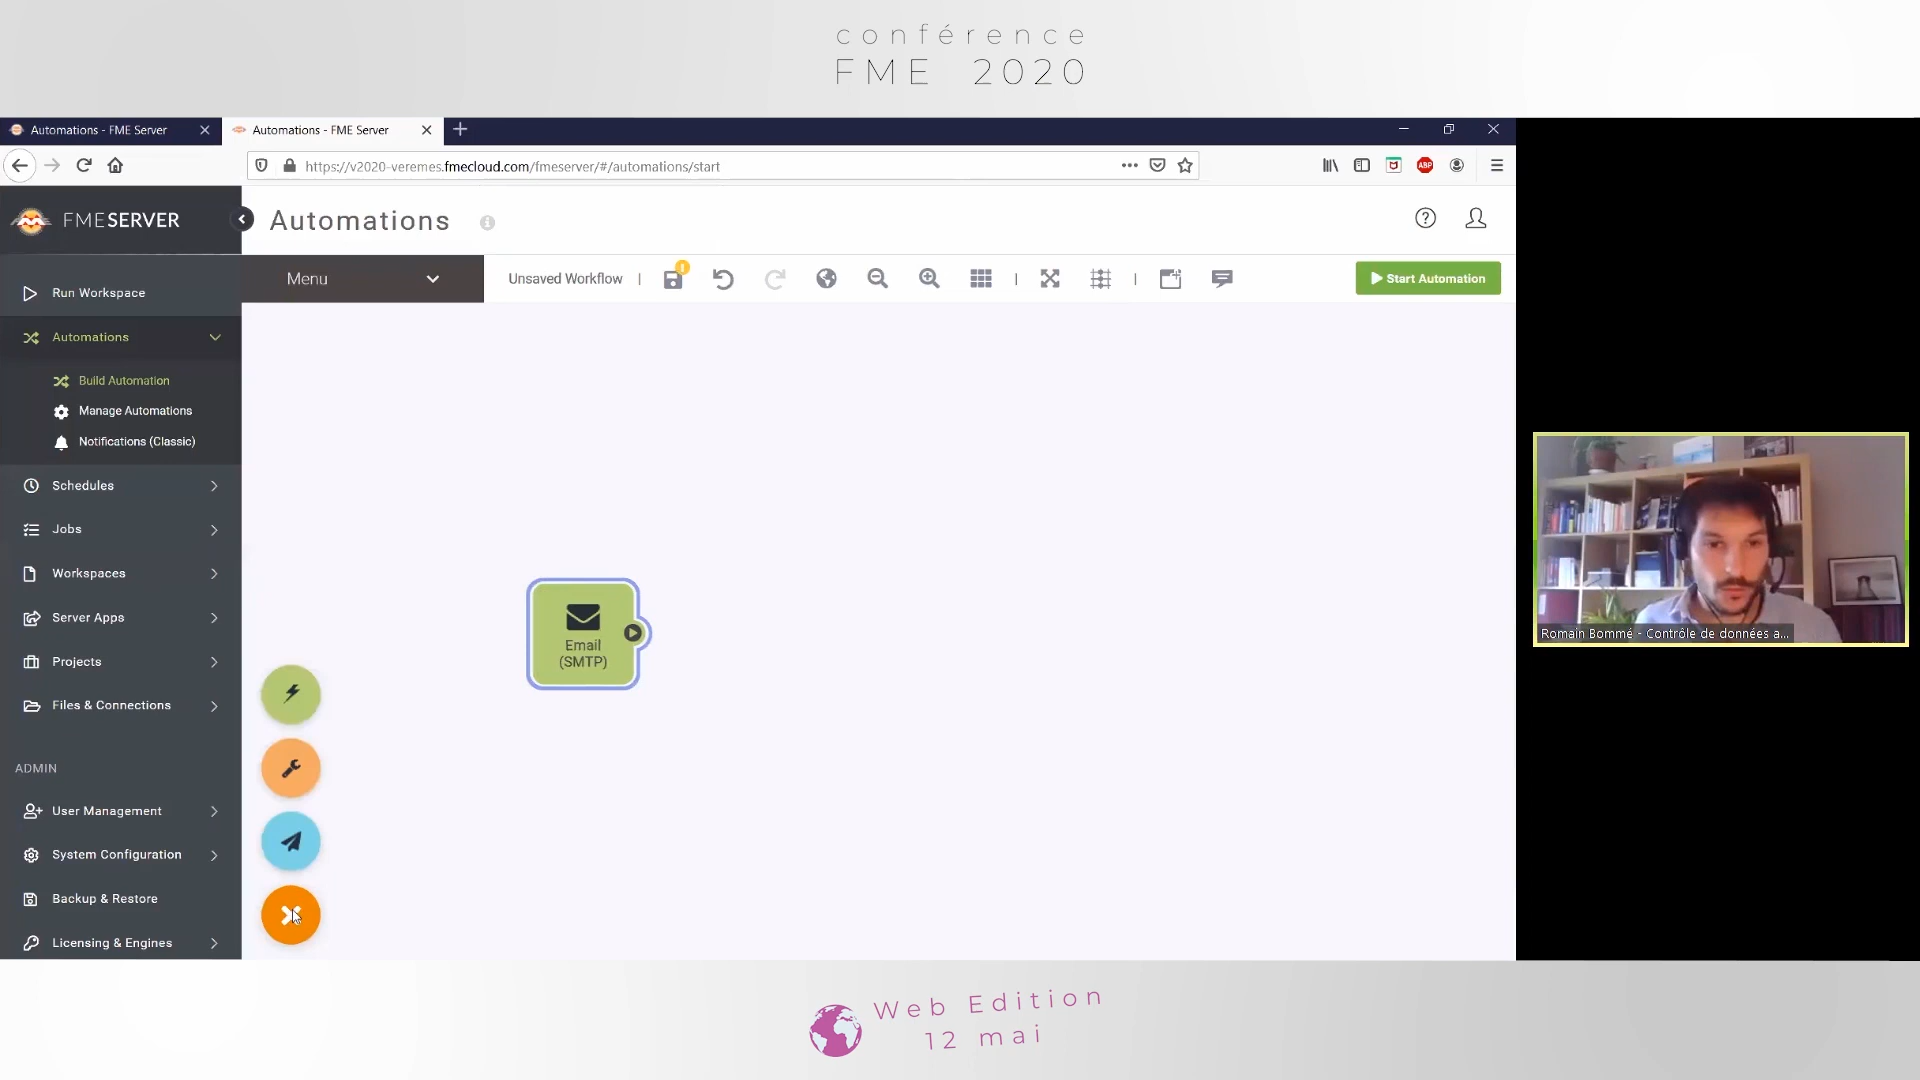 conférence
FME 2020
Automations - FME Server
Automations - FME Server
https://v2020-veremes.fmecloud.com/fmeserver/#/automations/start
ABP
FMESERVER
Automations
Menu
Unsaved Workflow
Start Automation
Run Workspace
Automations
Build Automation
Manage Automations
Notifications (Classic)
Schedules
Jobs
Workspaces
Server Apps
Projects
Files & Connections
ADMIN
User Management
System Configuration
Backup & Restore
Licensing & Engines
Email
(SMTP)
Romain Bommé - Contrôle de données a...
Web Edition
12 mai